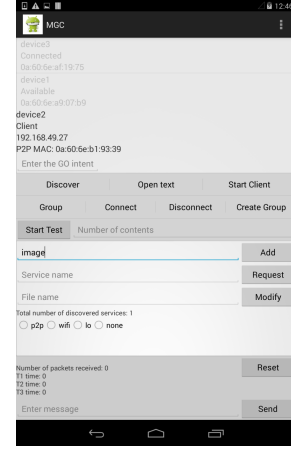 12:46
MGC
device3
Connected
0a:60:6e:af:19:75
device1
Available
0a:60:6e:a9:07:b9
device2
Client
192.168.49.27
P2P MAC: 0a:60:6e:b1:93:39
Enter the GO intent
Discover Open text Start Client
Group Connect Disconnect Create Group
Start Test Number of contents
image Add
Service name Request
File name Modify
Total number of discovered services: 1
p2p wifi lo none
Number of packets received: 0 Reset
T1 time: 0
T2 time: 0
T3 time: 0
Enter message Send